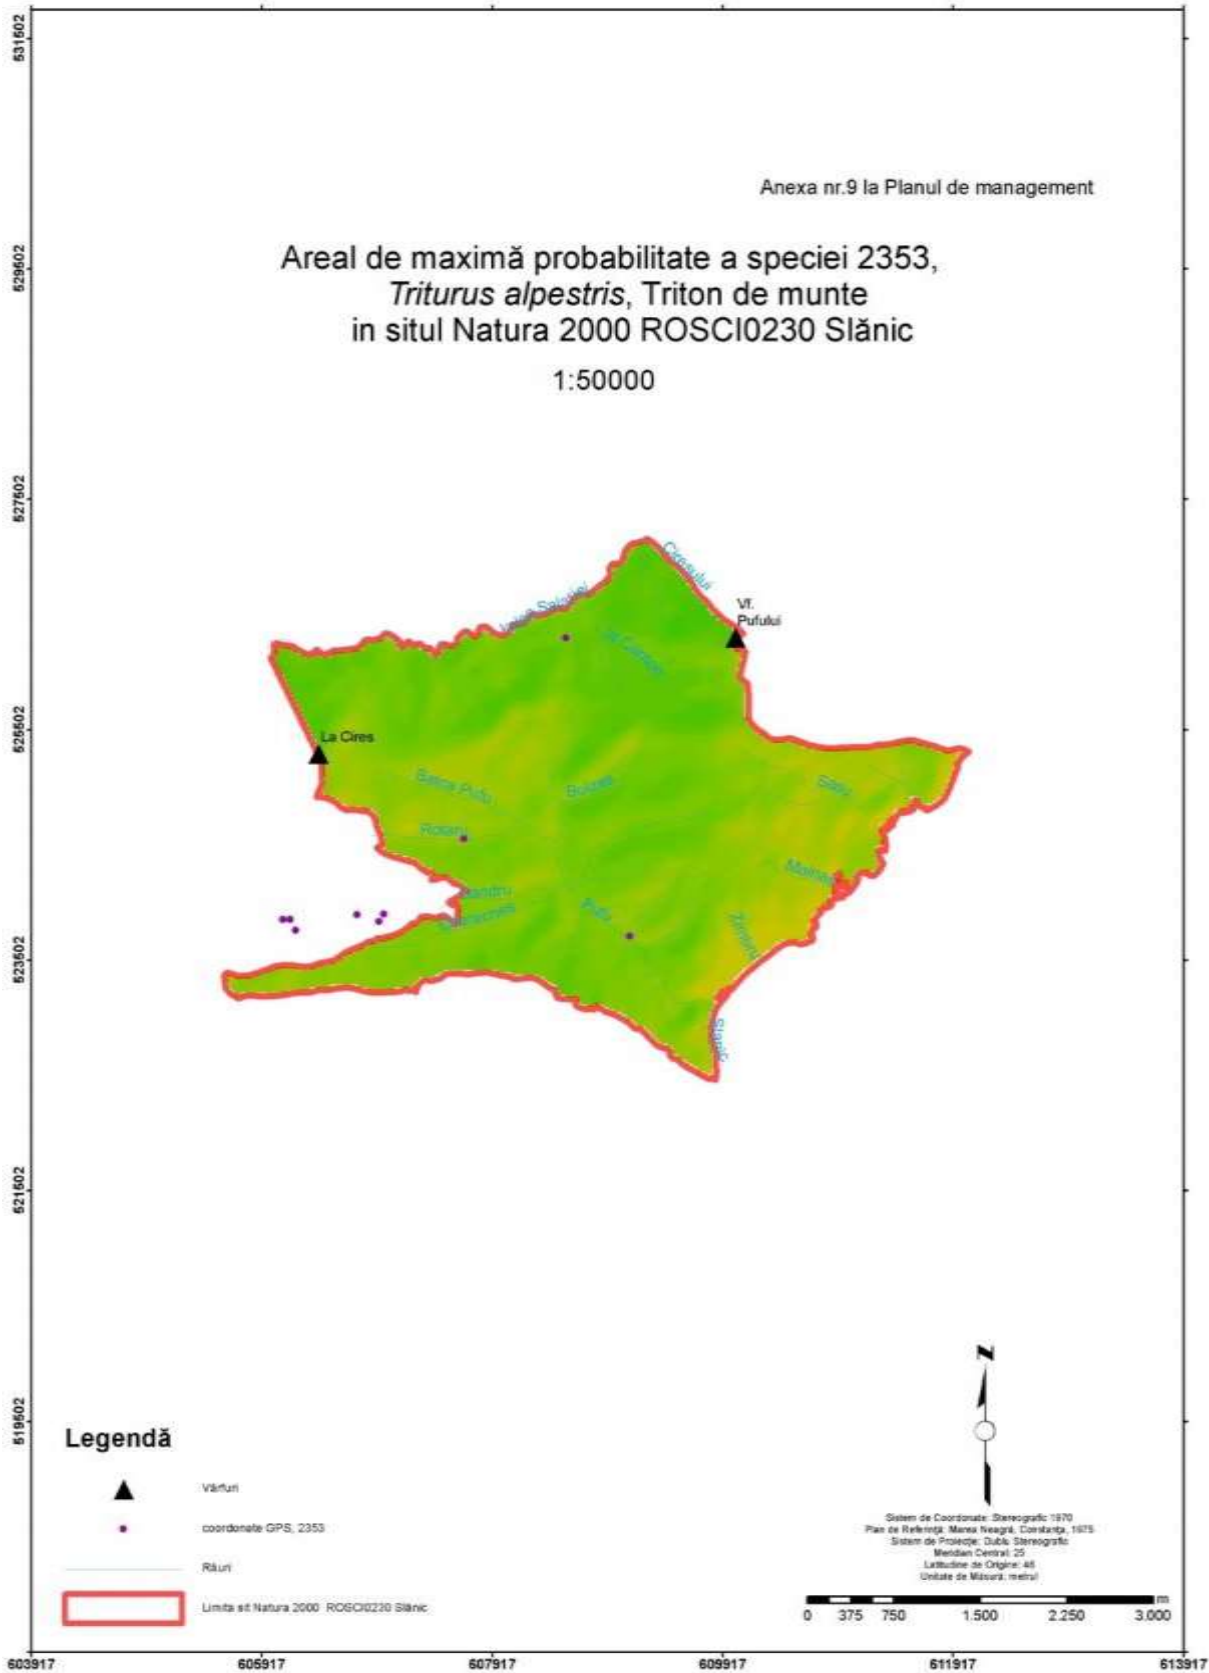 Anexa nr.9 la Planul de management
Areal de maximă probabilitate a speciei 2353,
Triturus alpestris, Triton de munte
in situl Natura 2000 ROSCI0230 Slănic
1:50000
531502
529502
527502
525502
523502
521502
519502
Ciresului
Vf.
Pufului
La Cires
Basca Pufu
Rotaru
Pufu
Slanic
Legendă
Vârfuri
coordonate GPS, 2353
Râuri
Limita sit Natura 2000 ROSCI0230 Slănic
Z
Sistem de Coordonate: Stereografic 1970
Plan de Referință: Marea Neagră, Constanța, 1975
Sistem de Proiecție: Dublu Stereografic
Meridian Central: 25
Latitudine de Origine: 46
Unitate de Măsură: metrul
m
0 375 750 1.500 2.250 3.000
603917 605917 607917 609917 611917 613917